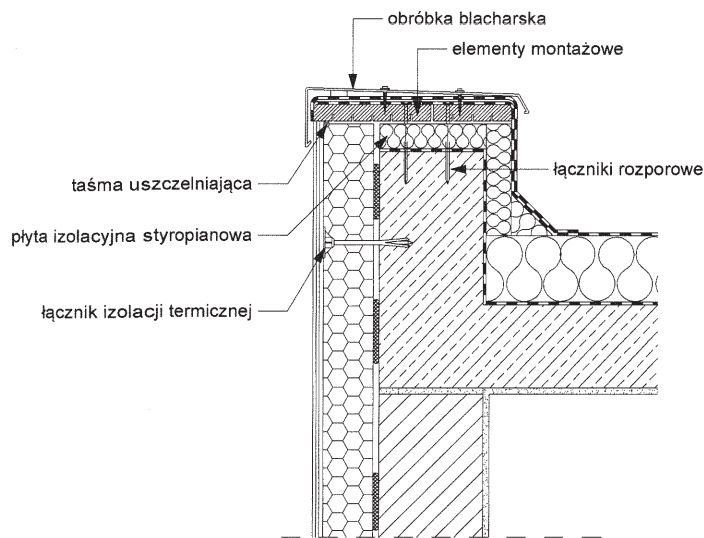 obróbka blacharska
elementy montażowe
łączniki rozporowe
taśma uszczelniająca
płyta izolacyjna styropianowa
łącznik izolacji termicznej